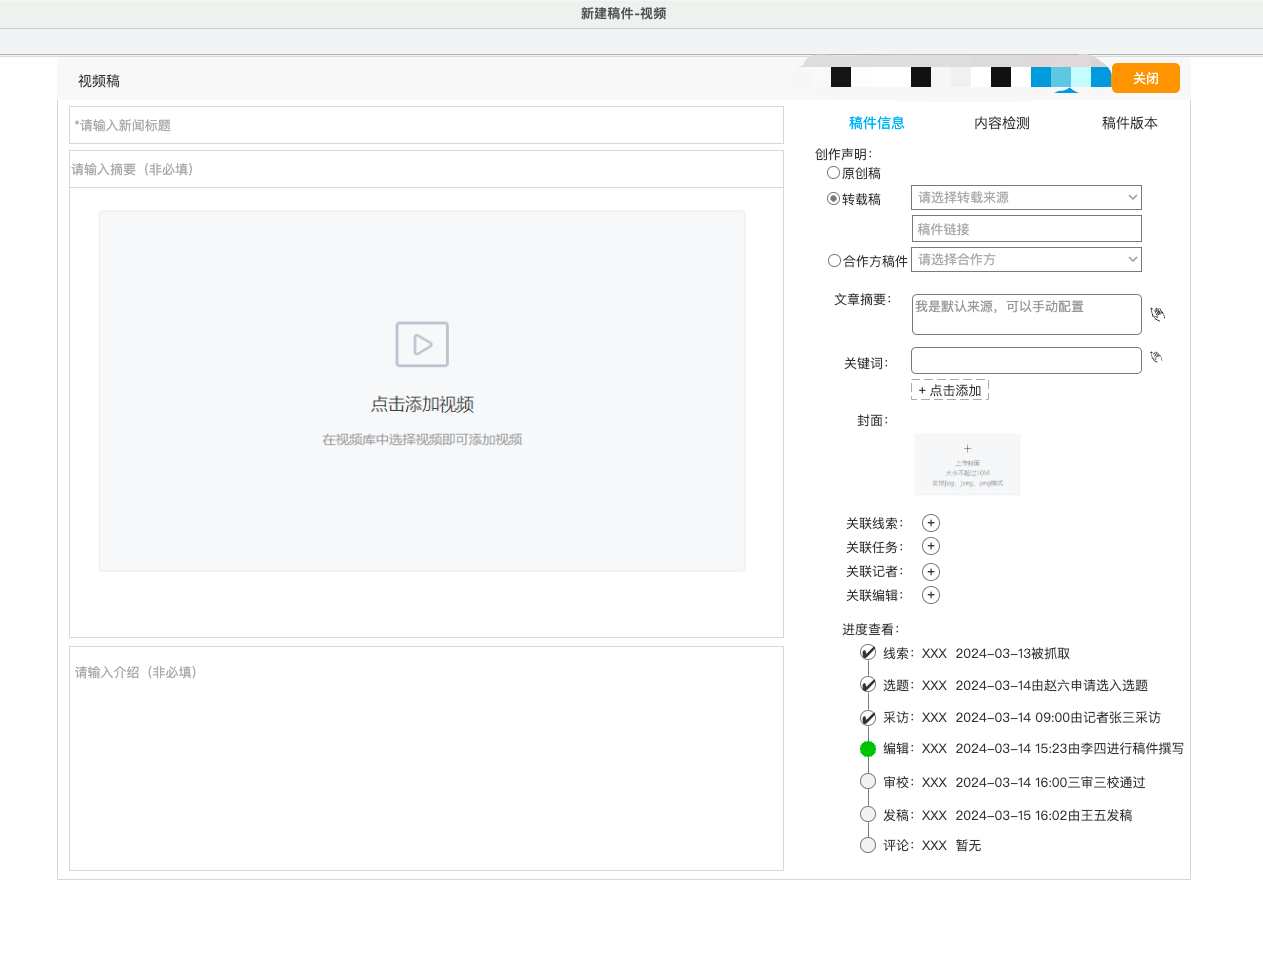 新建稿件-视频
视频稿
关闭
*请输入新闻标题
请输入摘要（非必填）
点击添加视频
在视频库中选择视频即可添加视频
请输入介绍（非必填）
稿件信息 内容检测 稿件版本
创作声明：
原创稿
转载稿 请选择转载来源
稿件链接
合作方稿件 请选择合作方
文章摘要： 我是默认来源，可以手动配置
关键词：
+ 点击添加
封面：
+
上传封面
大小不超过10M
支持jpg、jpeg、png格式
关联线索： +
关联任务： +
关联记者： +
关联编辑： +
进度查看：
线索：XXX 2024-03-13被抓取
选题：XXX 2024-03-14由赵六申请选入选题
采访：XXX 2024-03-14 09:00由记者张三采访
编辑：XXX 2024-03-14 15:23由李四进行稿件撰写
审校：XXX 2024-03-14 16:00三审三校通过
发稿：XXX 2024-03-15 16:02由王五发稿
评论：XXX 暂无